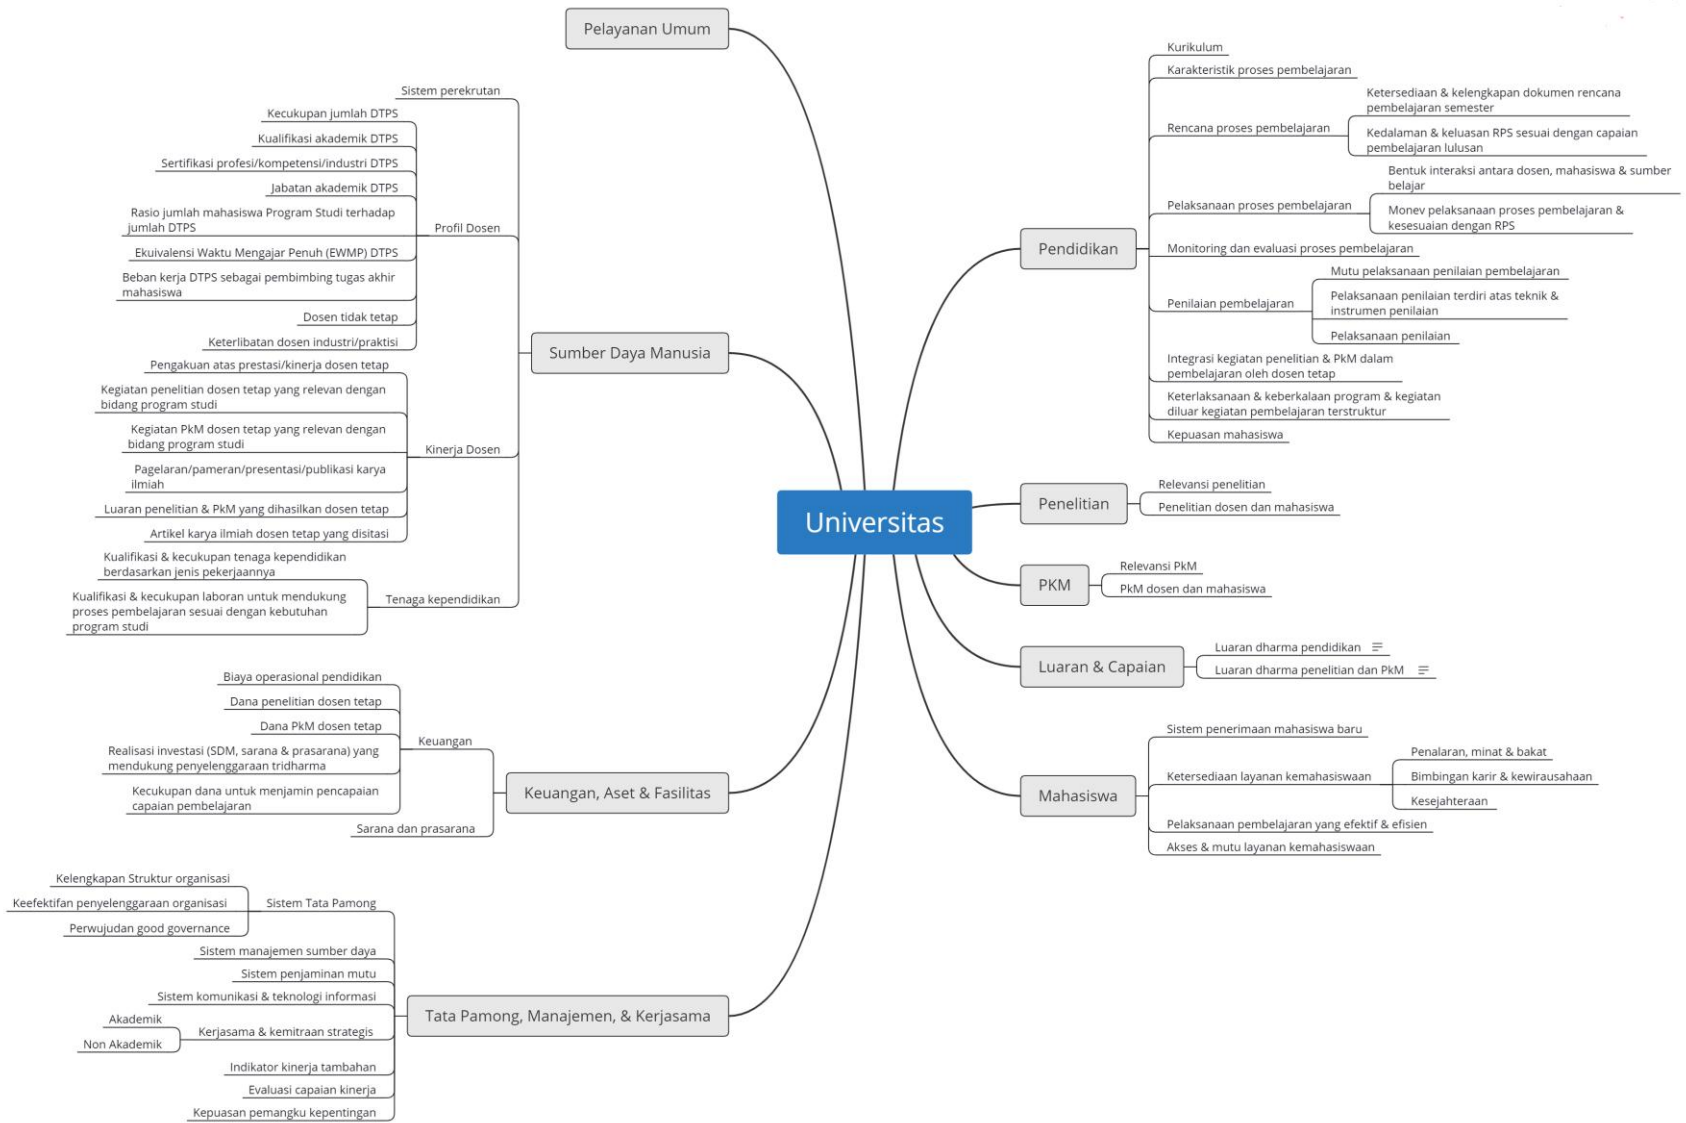 Universitas
Pelayanan Umum
Sumber Daya Manusia
Sistem perekrutan
Profil Dosen
Kecukupan jumlah DTPS
Kualifikasi akademik DTPS
Sertifikasi profesi/kompetensi/industri DTPS
Jabatan akademik DTPS
Rasio jumlah mahasiswa Program Studi terhadap
jumlah DTPS
Ekuivalensi Waktu Mengajar Penuh (EWMP) DTPS
Beban kerja DTPS sebagai pembimbing tugas akhir
mahasiswa
Dosen tidak tetap
Keterlibatan dosen industri/praktisi
Kinerja Dosen
Pengakuan atas prestasi/kinerja dosen tetap
Kegiatan penelitian dosen tetap yang relevan dengan
bidang program studi
Kegiatan PkM dosen tetap yang relevan dengan
bidang program studi
Pagelaran/pameran/presentasi/publikasi karya
ilmiah
Luaran penelitian & PkM yang dihasilkan dosen tetap
Artikel karya ilmiah dosen tetap yang disitasi
Tenaga kependidikan
Kualifikasi & kecukupan tenaga kependidikan
berdasarkan jenis pekerjaannya
Kualifikasi & kecukupan laboran untuk mendukung
proses pembelajaran sesuai dengan kebutuhan
program studi
Keuangan, Aset & Fasilitas
Keuangan
Biaya operasional pendidikan
Dana penelitian dosen tetap
Dana PkM dosen tetap
Realisasi investasi (SDM, sarana & prasarana) yang
mendukung penyelenggaraan tridharma
Kecukupan dana untuk menjamin pencapaian
capaian pembelajaran
Sarana dan prasarana
Tata Pamong, Manajemen, & Kerjasama
Sistem Tata Pamong
Kelengkapan Struktur organisasi
Keefektifan penyelenggaraan organisasi
Perwujudan good governance
Sistem manajemen sumber daya
Sistem penjaminan mutu
Sistem komunikasi & teknologi informasi
Kerjasama & kemitraan strategis
Akademik
Non Akademik
Indikator kinerja tambahan
Evaluasi capaian kinerja
Kepuasan pemangku kepentingan
Pendidikan
Kurikulum
Karakteristik proses pembelajaran
Rencana proses pembelajaran
Ketersediaan & kelengkapan dokumen rencana
pembelajaran semester
Kedalaman & keluasan RPS sesuai dengan capaian
pembelajaran lulusan
Pelaksanaan proses pembelajaran
Bentuk interaksi antara dosen, mahasiswa & sumber
belajar
Monev pelaksanaan proses pembelajaran &
kesesuaian dengan RPS
Monitoring dan evaluasi proses pembelajaran
Penilaian pembelajaran
Mutu pelaksanaan penilaian pembelajaran
Pelaksanaan penilaian terdiri atas teknik &
instrumen penilaian
Pelaksanaan penilaian
Integrasi kegiatan penelitian & PkM dalam
pembelajaran oleh dosen tetap
Keterlaksanaan & keberkalaan program & kegiatan
diluar kegiatan pembelajaran terstruktur
Kepuasan mahasiswa
Penelitian
Relevansi penelitian
Penelitian dosen dan mahasiswa
PKM
Relevansi PkM
PkM dosen dan mahasiswa
Luaran & Capaian
Luaran dharma pendidikan
Luaran dharma penelitian dan PkM
Mahasiswa
Sistem penerimaan mahasiswa baru
Ketersediaan layanan kemahasiswaan
Penalaran, minat & bakat
Bimbingan karir & kewirausahaan
Kesejahteraan
Pelaksanaan pembelajaran yang efektif & efisien
Akses & mutu layanan kemahasiswaan